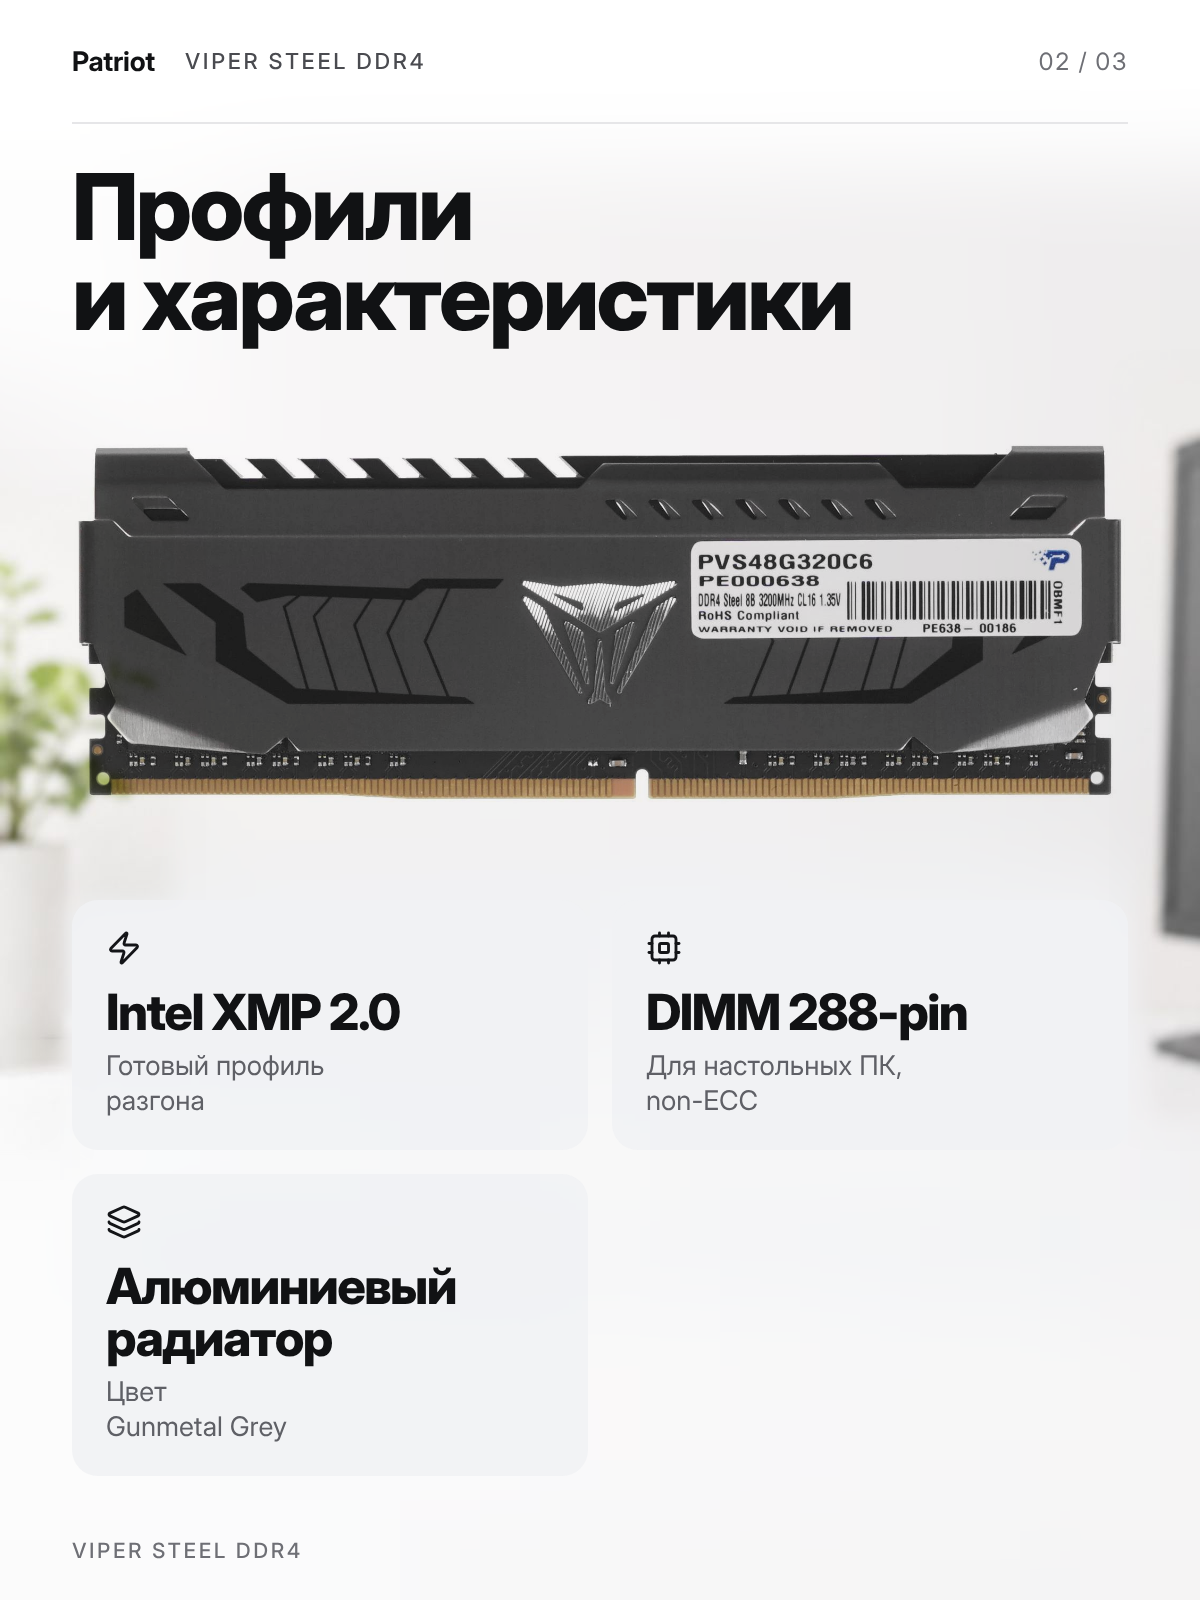 Patriot VIPER STEEL DDR4 02 / 03
Профили
и характеристики
PVS48G320C6
PE000638
DDR4 Steel 8B 3200MHz CL16 1.35V
RoHS Compliant
WARRANTY VOID IF REMOVED PE638 – 00186
0BMF1
Intel XMP 2.0
Готовый профиль
разгона
DIMM 288-pin
Для настольных ПК,
non-ECC
Алюминиевый
радиатор
Цвет
Gunmetal Grey
VIPER STEEL DDR4